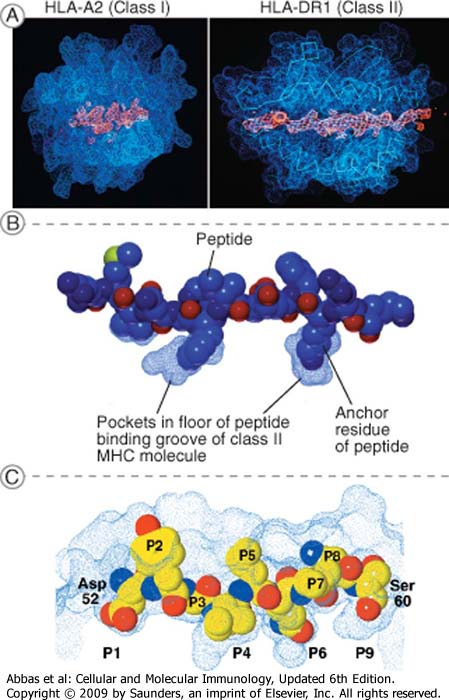 A
HLA-A2 (Class I)
HLA-DR1 (Class II)
B
Peptide
Pockets in floor of peptide
binding groove of class II
MHC molecule
Anchor
residue
of peptide
C
P2
P5
P8
Asp
52
P3
P7
Ser
60
P1
P4
P6
P9
Abbas et al: Cellular and Molecular Immunology, Updated 6th Edition.
Copyright © 2009 by Saunders, an imprint of Elsevier, Inc. All rights reserved.